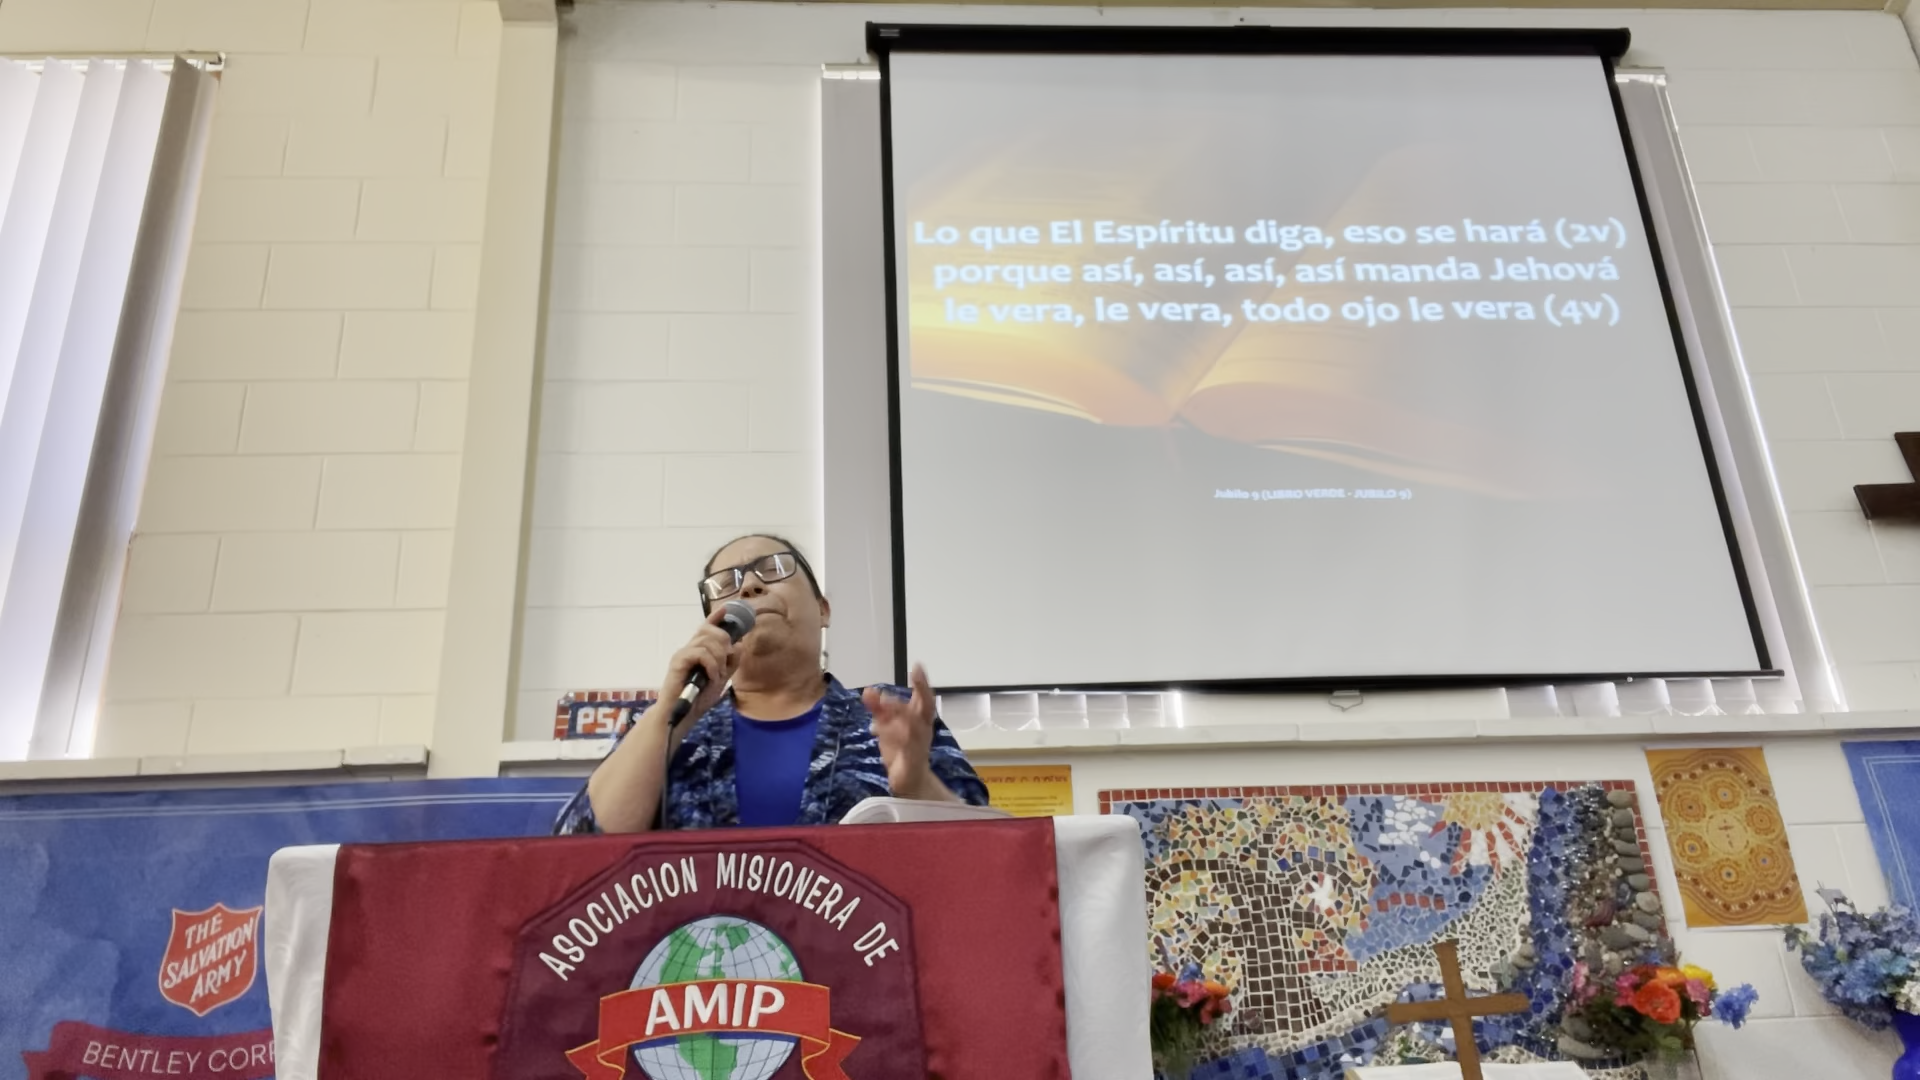 Lo que El Espíritu diga, eso se hará (2v)
porque así, así, así, así manda Jehová
le vera, le vera, todo ojo le vera (4v)
Jubilo 9 (LIBRO VERDE - JUBILO 9)
PSA
THE
SALVATION
ARMY
BENTLEY CORP
ASOCIACION MISIONERA DE
AMIP